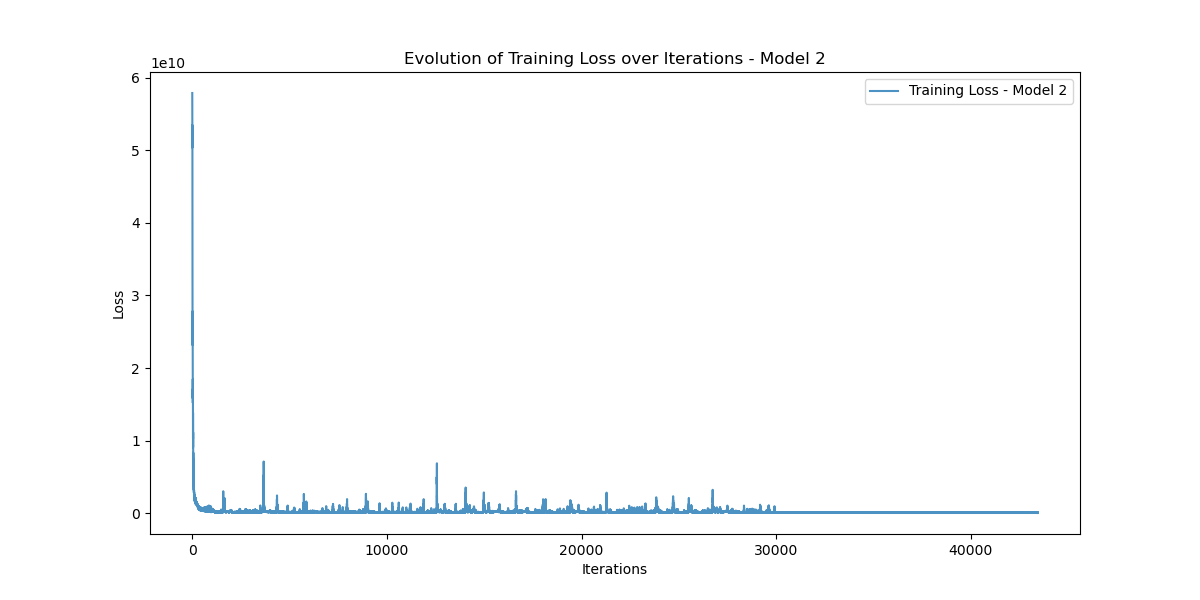 Evolution of Training Loss over Iterations - Model 2
1e10
Training Loss - Model 2
6
5
4
3
2
1
0
Loss
0 10000 20000 30000 40000
Iterations